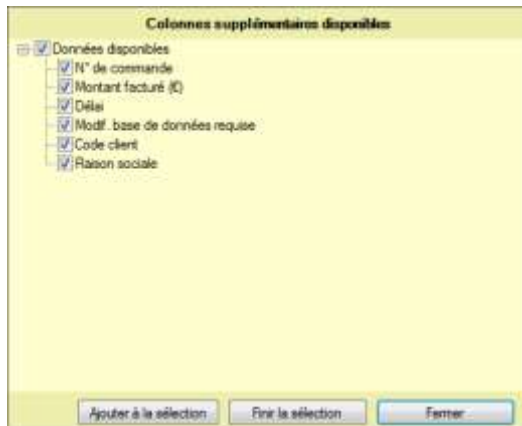 Colonnes supplémentaires disponibles
Données disponibles
N° de commande
Montant facturé (€)
Délai
Modif. base de données requise
Code client
Raison sociale
Ajouter à la sélection
Finir la sélection
Fermer